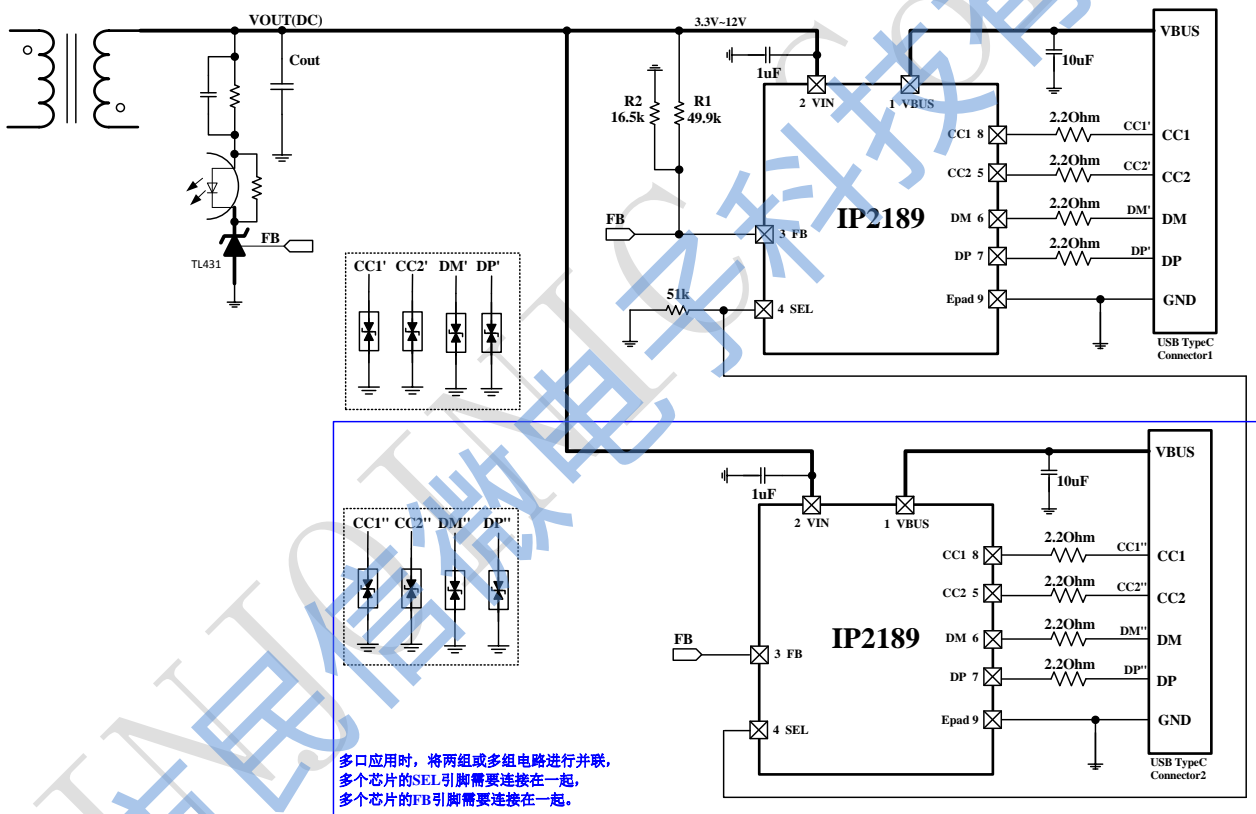 VOUT(DC)
Cout
FB
TL431
CC1' CC2' DM' DP'
3.3V~12V
1uF
R2
16.5k
R1
49.9k
FB
51k
2 VIN
1 VBUS
CC1 8
CC2 5
DM 6
DP 7
Epad 9
3 FB
4 SEL
IP2189
10uF
2.2Ohm
CC1'
2.2Ohm
CC2'
2.2Ohm
DM'
2.2Ohm
DP'
VBUS
CC1
CC2
DM
DP
GND
USB TypeC
Connector1
CC1'' CC2'' DM'' DP''
1uF
FB
2 VIN
1 VBUS
CC1 8
CC2 5
DM 6
DP 7
Epad 9
3 FB
4 SEL
IP2189
10uF
2.2Ohm
CC1''
2.2Ohm
CC2''
2.2Ohm
DM''
2.2Ohm
DP''
VBUS
CC1
CC2
DM
DP
GND
USB TypeC
Connector2
多口应用时，将两组或多组电路进行并联，
多个芯片的SEL引脚需要连接在一起，
多个芯片的FB引脚需要连接在一起。
民信微电子科技有